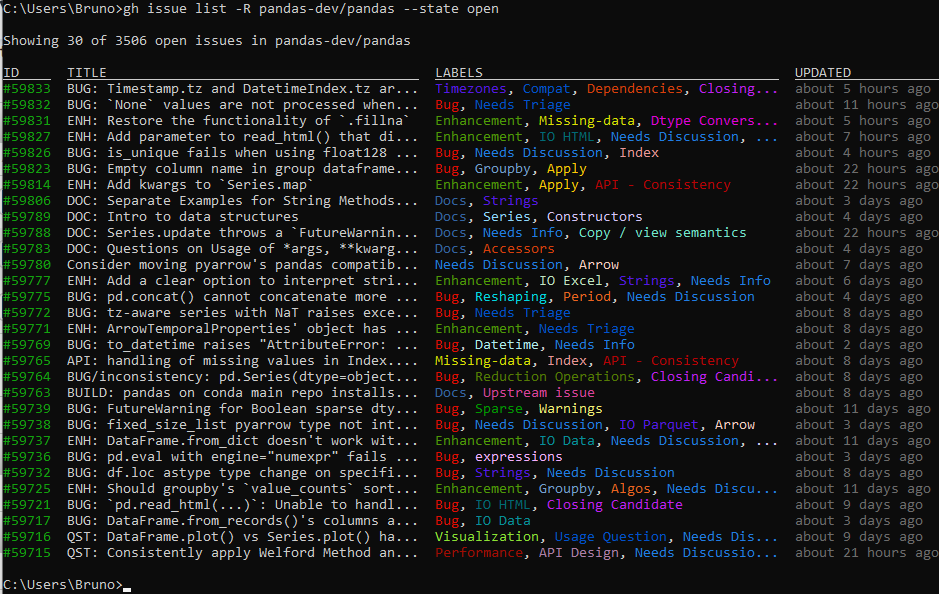 C:\Users\Bruno>gh issue list -R pandas-dev/pandas --state open
Showing 30 of 3506 open issues in pandas-dev/pandas
ID TITLE LABELS UPDATED
#59833 BUG: Timestamp.tz and DatetimeIndex.tz ar... Timezones, Compat, Dependencies, Closing... about 5 hours ago
#59832 BUG: `None` values are not processed when... Bug, Needs Triage about 11 hours ago
#59831 ENH: Restore the functionality of `.fillna... Enhancement, Missing-data, Dtype Convers... about 5 hours ago
#59827 ENH: Add parameter to read_html() that di... Enhancement, IO HTML, Needs Discussion, ... about 7 hours ago
#59826 BUG: is_unique fails when using float128 ... Bug, Needs Discussion, Index about 4 hours ago
#59823 BUG: Empty column name in group dataframe... Bug, Groupby, Apply about 22 hours ago
#59814 ENH: Add kwargs to `Series.map` Enhancement, Apply, API - Consistency about 22 hours ago
#59806 DOC: Separate Examples for String Methods... Docs, Strings about 3 days ago
#59789 DOC: Intro to data structures Docs, Series, Constructors about 4 days ago
#59788 DOC: Series.update throws a `FutureWarnin... Docs, Needs Info, Copy / view semantics about 22 hours ago
#59783 DOC: Questions on Usage of *args, **kwarg... Docs, Accessors about 4 days ago
#59780 Consider moving pyarrow's pandas compatib... Needs Discussion, Arrow about 7 days ago
#59777 ENH: Add a clear option to interpret stri... Enhancement, IO Excel, Strings, Needs Info about 6 days ago
#59775 BUG: pd.concat() cannot concatenate more ... Bug, Reshaping, Period, Needs Discussion about 4 days ago
#59772 BUG: tz-aware series with NaT raises exce... Bug, Needs Triage about 8 days ago
#59771 ENH: ArrowTemporalProperties' object has ... Enhancement, Needs Triage about 8 days ago
#59769 BUG: to_datetime raises "AttributeError: ... Bug, Datetime, Needs Info about 2 days ago
#59765 API: handling of missing values in Index.... Missing-data, Index, API - Consistency about 8 days ago
#59764 BUG/inconsistency: pd.Series(dtype=object... Bug, Reduction Operations, Closing Candi... about 8 days ago
#59763 BUILD: pandas on conda main repo installs... Docs, Upstream issue about 8 days ago
#59739 BUG: FutureWarning for Boolean sparse dty... Bug, Sparse, Warnings about 11 days ago
#59738 BUG: fixed_size_list pyarrow type not int... Bug, Needs Discussion, IO Parquet, Arrow about 3 days ago
#59737 ENH: DataFrame.from_dict doesn't work wit... Enhancement, IO Data, Needs Discussion, ... about 11 days ago
#59736 BUG: pd.eval with engine="numexpr" fails ... Bug, expressions about 3 days ago
#59732 BUG: df.loc astype type change on specifi... Bug, Strings, Needs Discussion about 8 days ago
#59725 ENH: Should groupby's `value_counts` sort... Enhancement, Groupby, Algos, Needs Discu... about 11 days ago
#59721 BUG: `pd.read_html(...)`: Unable to handl... Bug, IO HTML, Closing Candidate about 9 days ago
#59717 BUG: DataFrame.from_records()'s columns a... Bug, IO Data about 3 days ago
#59716 QST: DataFrame.plot() vs Series.plot() ha... Visualization, Usage Question, Needs Dis... about 9 days ago
#59715 QST: Consistently apply Welford Method an... Performance, API Design, Needs Discussio... about 21 hours ago
C:\Users\Bruno>